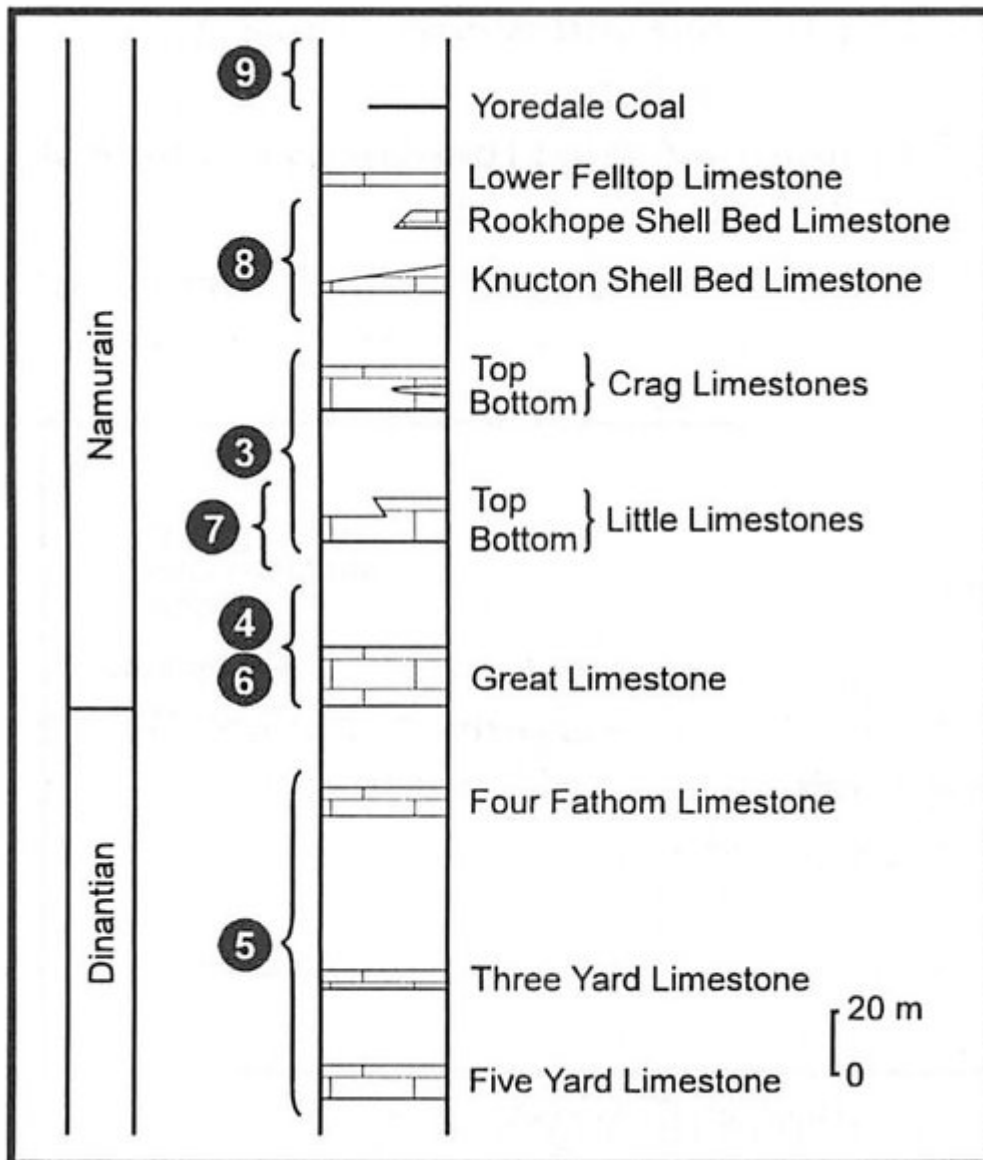 9
Yoredale Coal
Lower Felltop Limestone
Rookhope Shell Bed Limestone
8
Knucton Shell Bed Limestone
Namurain
Top
Bottom } Crag Limestones
3
7
Top
Bottom } Little Limestones
4
6
Great Limestone
Four Fathom Limestone
Dinantian
5
Three Yard Limestone
20 m
0
Five Yard Limestone